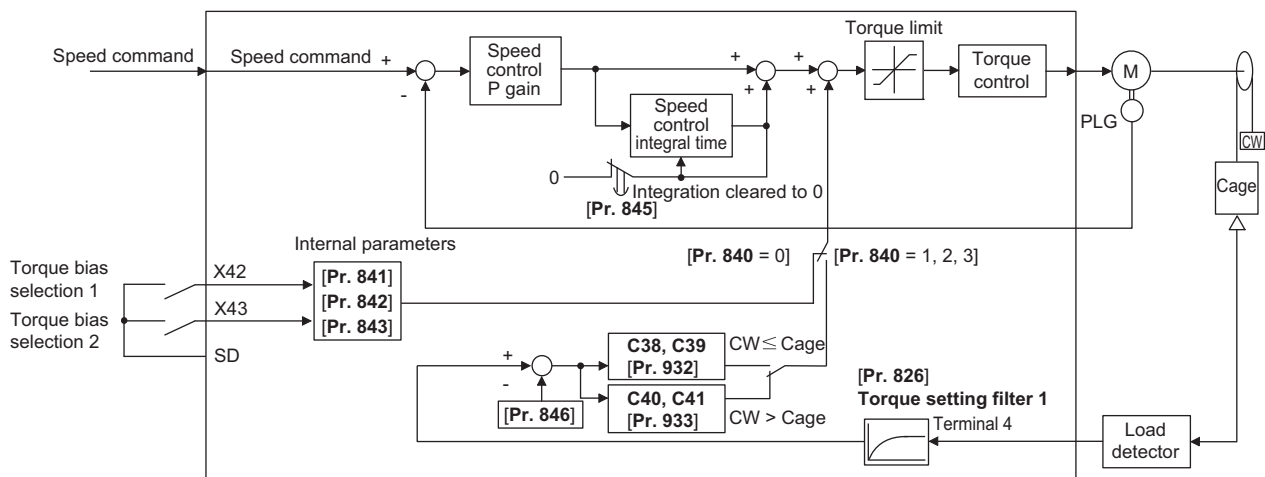 Speed command
Speed command
+
-
Speed
control
P gain
+
+
+
+
Torque limit
Torque
control
M
PLG
CW
Cage
Speed
control
integral time
0
Integration cleared to 0
[Pr. 845]
Internal parameters
[Pr. 840 = 0]
[Pr. 840 = 1, 2, 3]
Torque bias
selection 1
X42
[Pr. 841]
[Pr. 842]
[Pr. 843]
Torque bias
selection 2
X43
SD
+
-
[Pr. 846]
C38, C39
[Pr. 932]
CW ≤ Cage
C40, C41
[Pr. 933]
CW > Cage
[Pr. 826]
Torque setting filter 1
Terminal 4
Load
detector